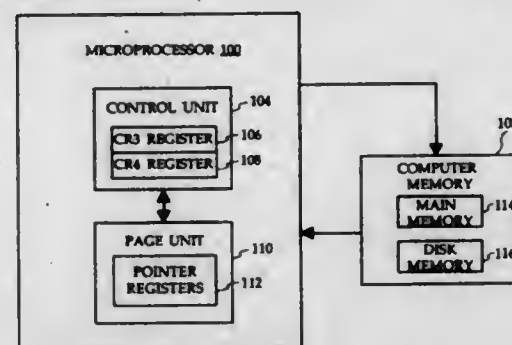 MICROPROCESSOR 100
CONTROL UNIT
104
CR3 REGISTER
106
CR4 REGISTER
108
PAGE UNIT
110
POINTER
REGISTERS
112
COMPUTER
MEMORY
MAIN
MEMORY
114
DISK
MEMORY
116